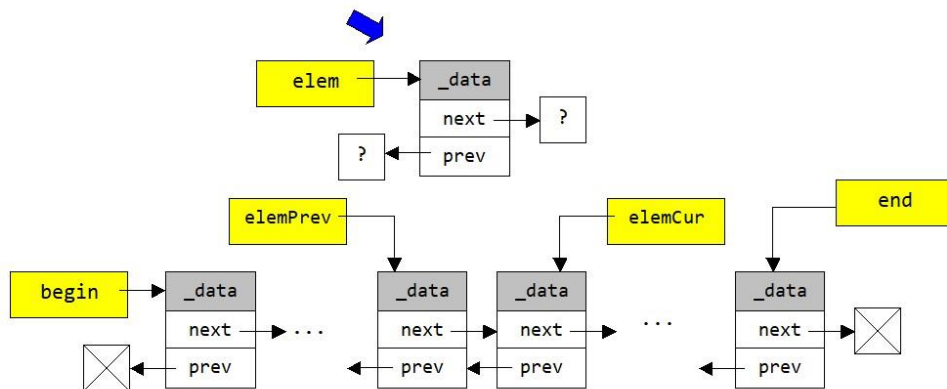 elem
_data
next
?
?
prev
elemPrev
elemCur
end
begin
_data
_data
_data
_data
next
...
next
next
...
next
prev
prev
prev
prev